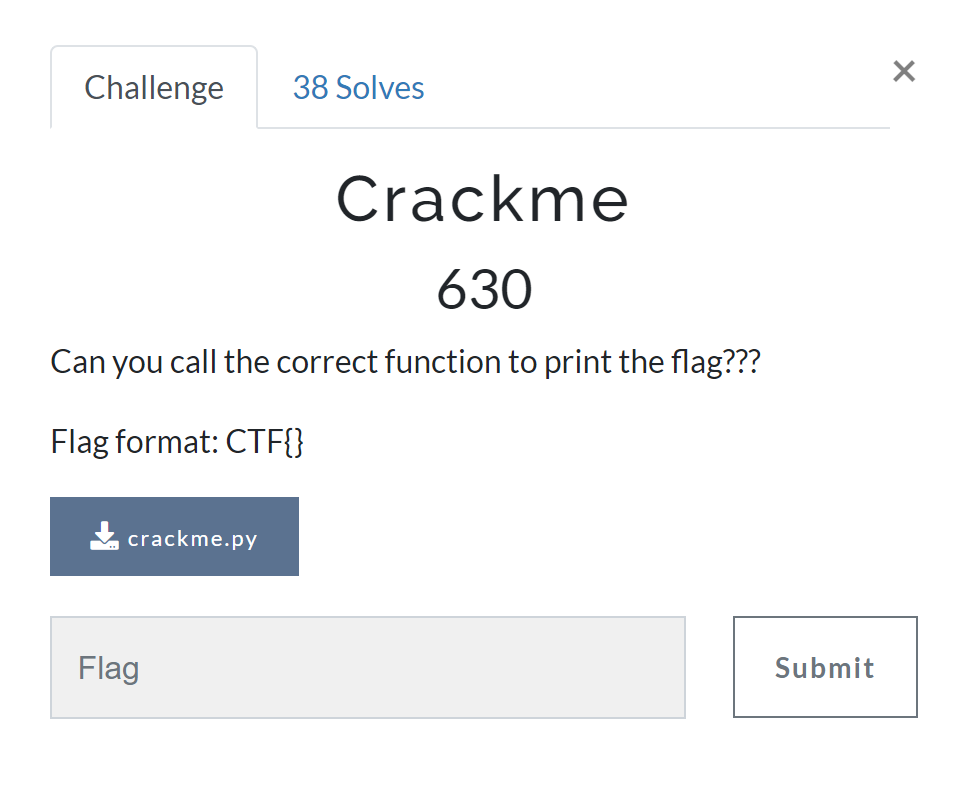 Challenge
38 Solves
×
Crackme
630
Can you call the correct function to print the flag???
Flag format: CTF{}
crackme.py
Flag
Submit